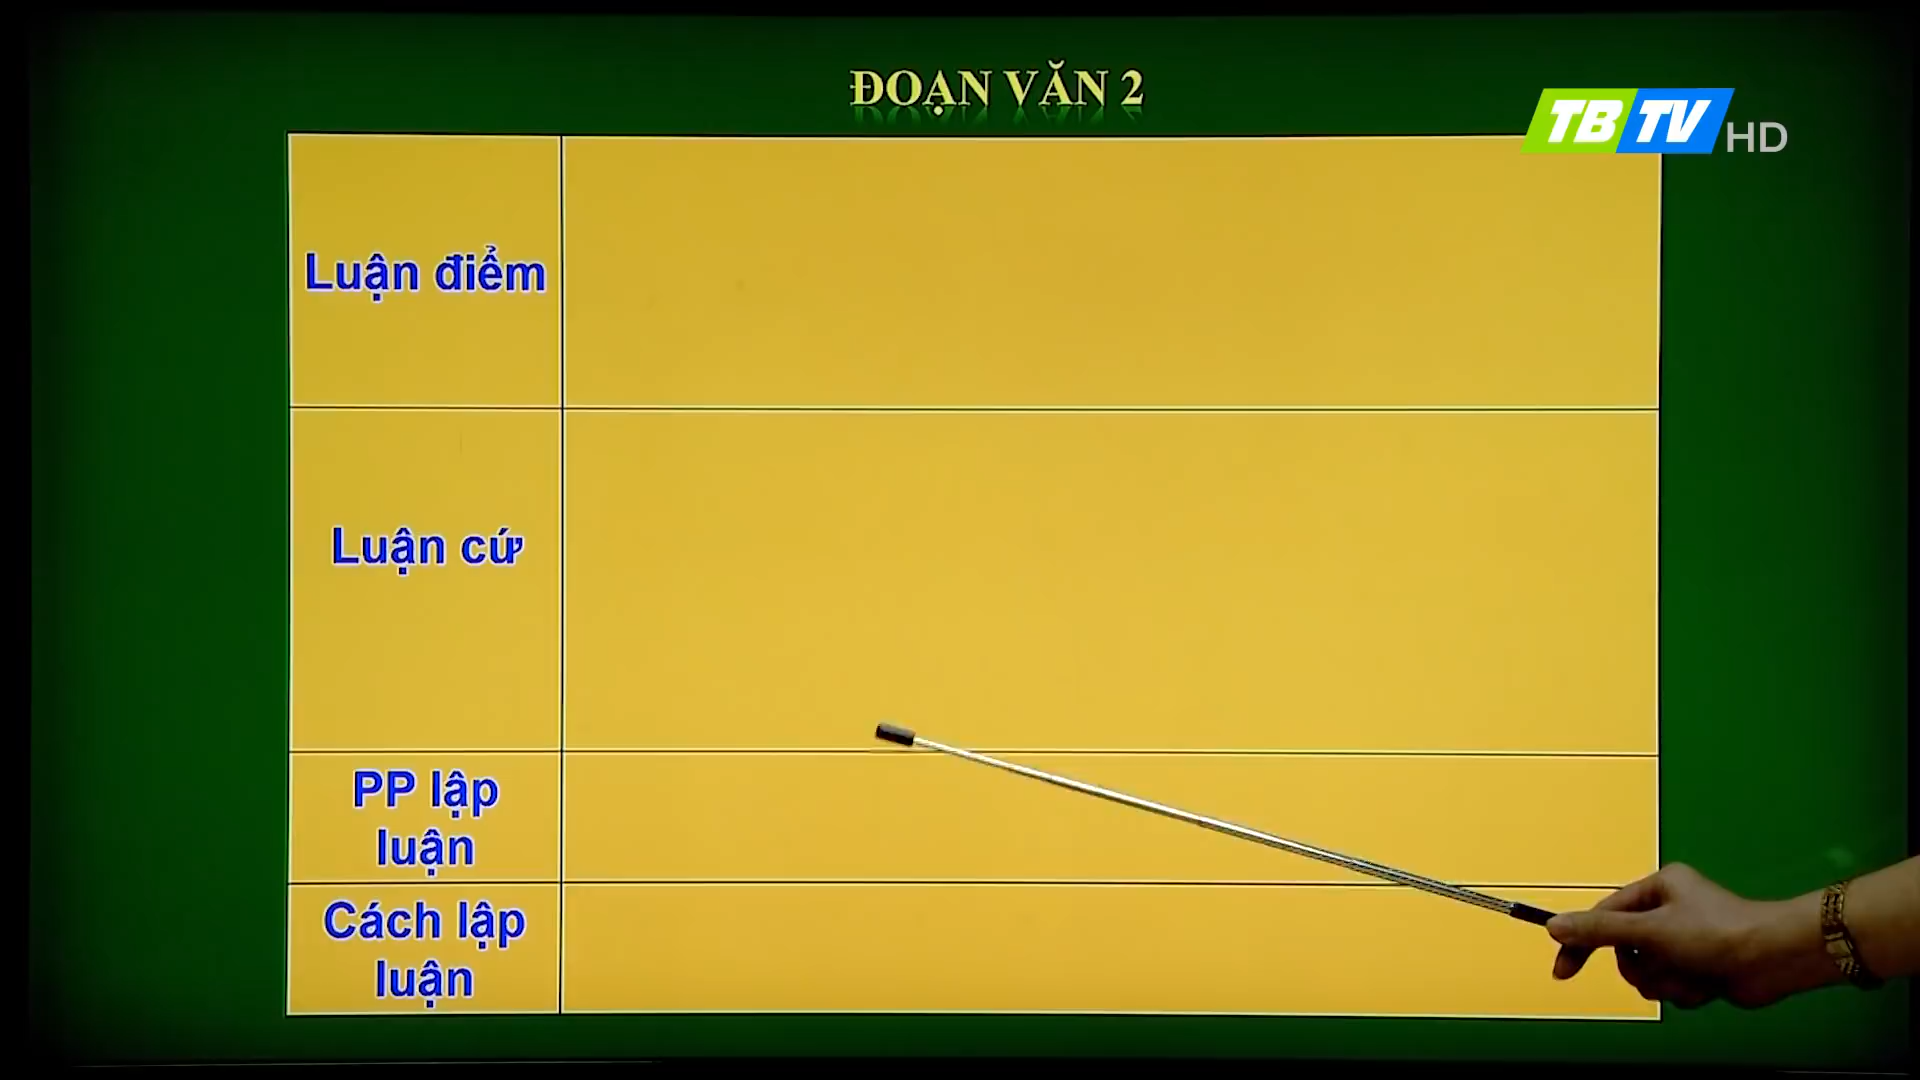 ĐOẠN VĂN 2
TBTV HD
Luận điểm
Luận cứ
PP lập
luận
Cách lập
luận